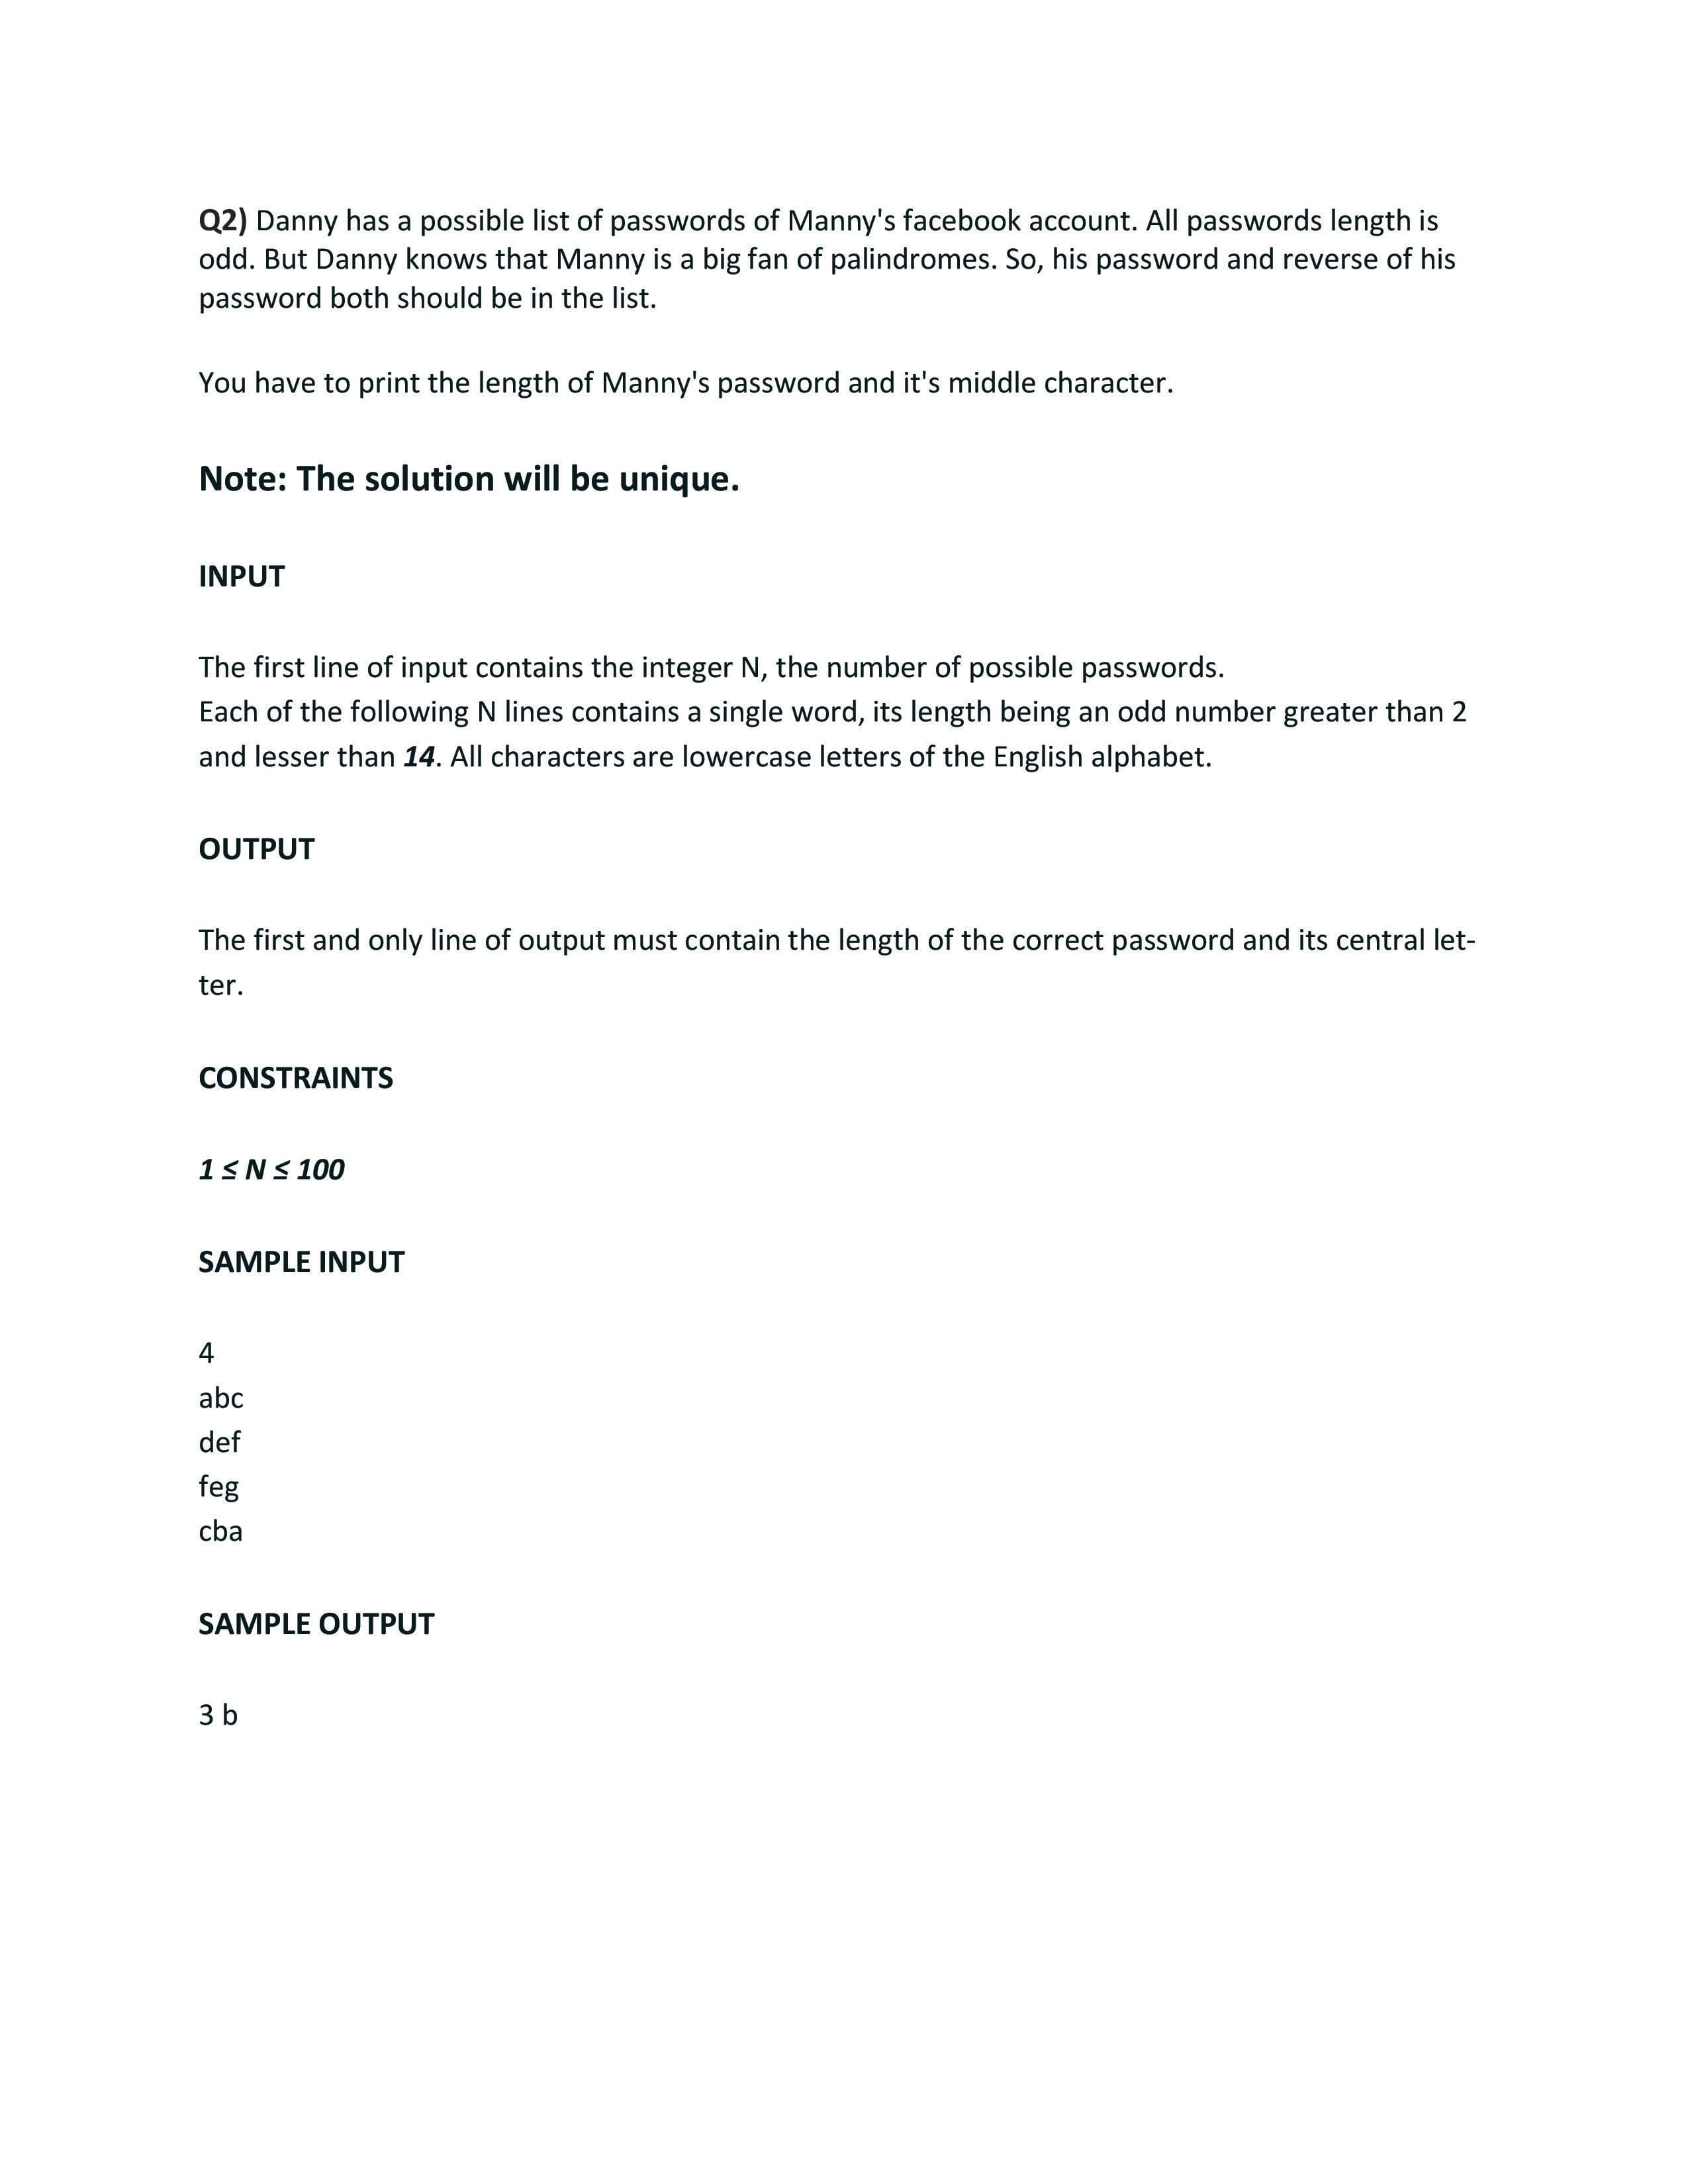 Q2) Danny has a possible list of passwords of Manny's facebook account. All passwords length is
odd. But Danny knows that Manny is a big fan of palindromes. So, his password and reverse of his
password both should be in the list.
You have to print the length of Manny's password and it's middle character.
Note: The solution will be unique.
INPUT
The first line of input contains the integer N, the number of possible passwords.
Each of the following N lines contains a single word, its length being an odd number greater than 2
and lesser than 14. All characters are lowercase letters of the English alphabet.
OUTPUT
The first and only line of output must contain the length of the correct password and its central let-
ter.
CONSTRAINTS
1 ≤ N ≤ 100
SAMPLE INPUT
4
abc
def
feg
cba
SAMPLE OUTPUT
3 b